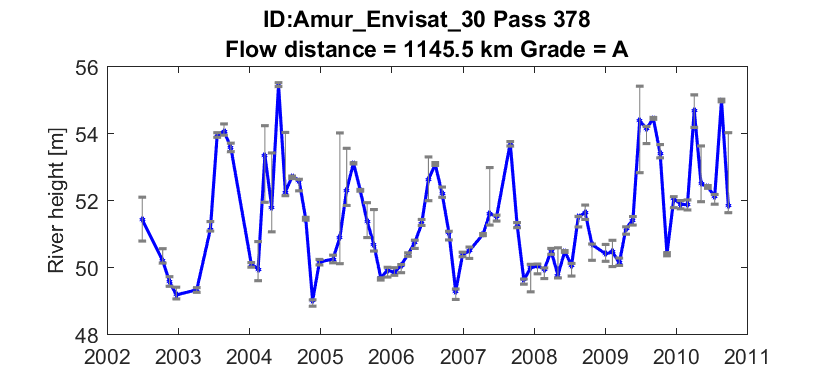 ID:Amur_Envisat_30 Pass 378
Flow distance = 1145.5 km Grade = A
River height [m]
56
54
52
50
48
2002 2003 2004 2005 2006 2007 2008 2009 2010 2011